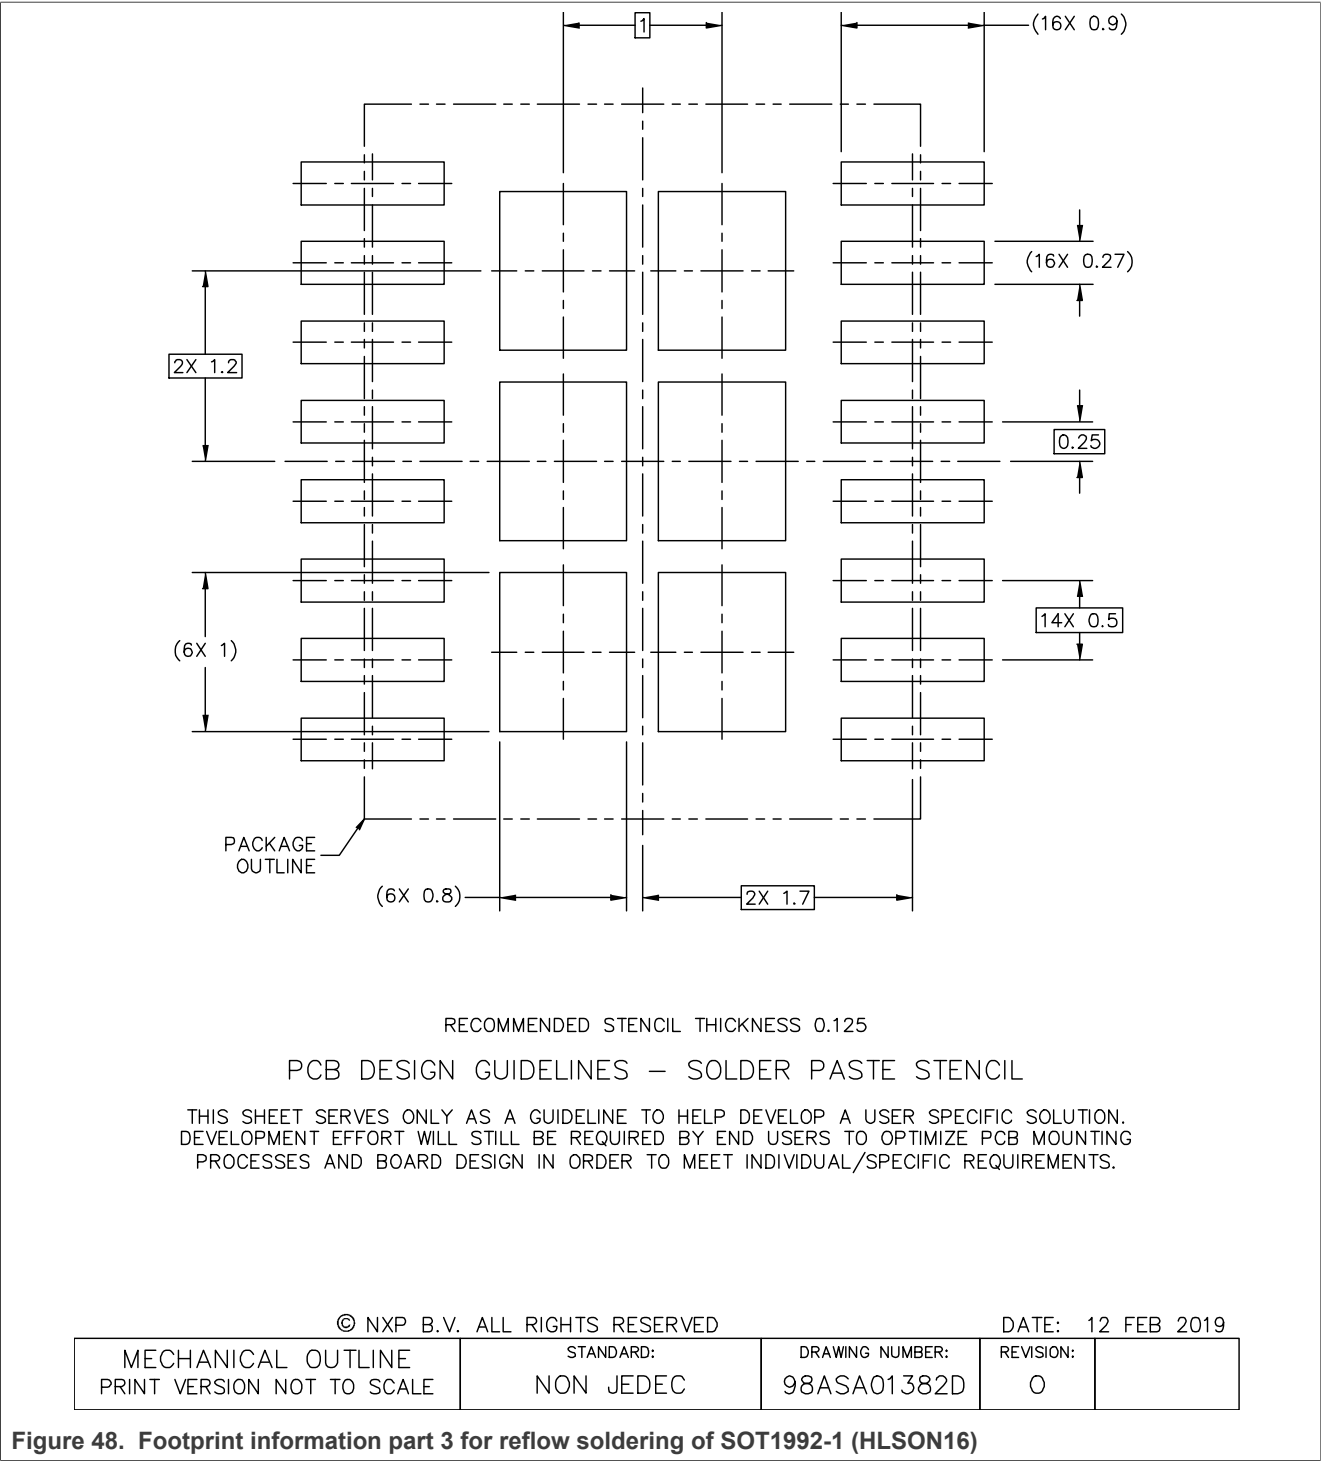 1
(16X 0.9)
(16X 0.27)
2X 1.2
0.25
14X 0.5
(6X 1)
PACKAGE
OUTLINE
(6X 0.8)
2X 1.7
RECOMMENDED STENCIL THICKNESS 0.125
PCB DESIGN GUIDELINES – SOLDER PASTE STENCIL
THIS SHEET SERVES ONLY AS A GUIDELINE TO HELP DEVELOP A USER SPECIFIC SOLUTION.
DEVELOPMENT EFFORT WILL STILL BE REQUIRED BY END USERS TO OPTIMIZE PCB MOUNTING
PROCESSES AND BOARD DESIGN IN ORDER TO MEET INDIVIDUAL/SPECIFIC REQUIREMENTS.
© NXP B.V. ALL RIGHTS RESERVED
DATE: 12 FEB 2019
MECHANICAL OUTLINE
PRINT VERSION NOT TO SCALE
STANDARD:
NON JEDEC
DRAWING NUMBER:
98ASA01382D
REVISION:
O
Figure 48. Footprint information part 3 for reflow soldering of SOT1992-1 (HLSON16)